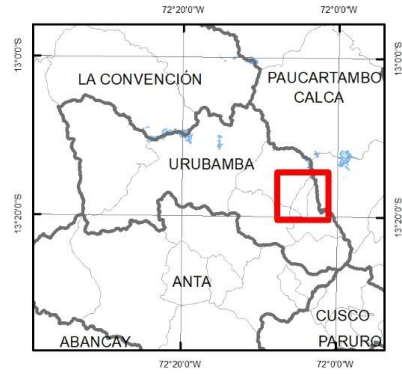 72°20'0"W 72°0'0"W
13°0'0"S 13°0'0"S
LA CONVENCIÓN
PAUCARTAMBO
CALCA
URUBAMBA
13°20'0"S 13°20'0"S
ANTA
CUSCO
ABANCAY
PARURO
72°20'0"W 72°0'0"W